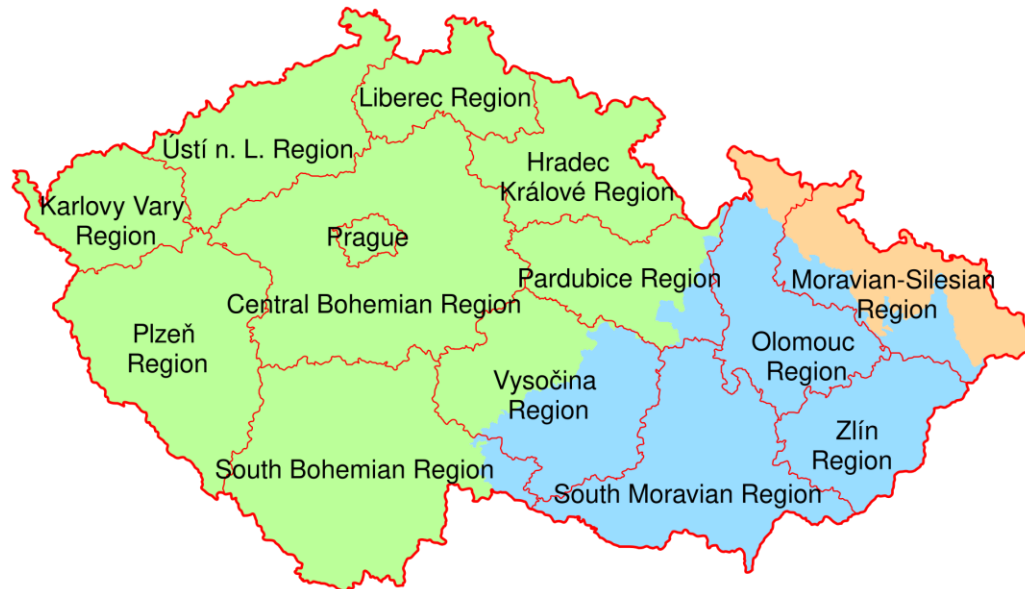 Liberec Region
Ústí n. L. Region
Hradec
Králové Region
Karlovy Vary
Region
Prague
Pardubice Region
Moravian-Silesian
Region
Central Bohemian Region
Plzeň
Region
Olomouc
Region
Vysočina
Region
Zlín
Region
South Bohemian Region
South Moravian Region